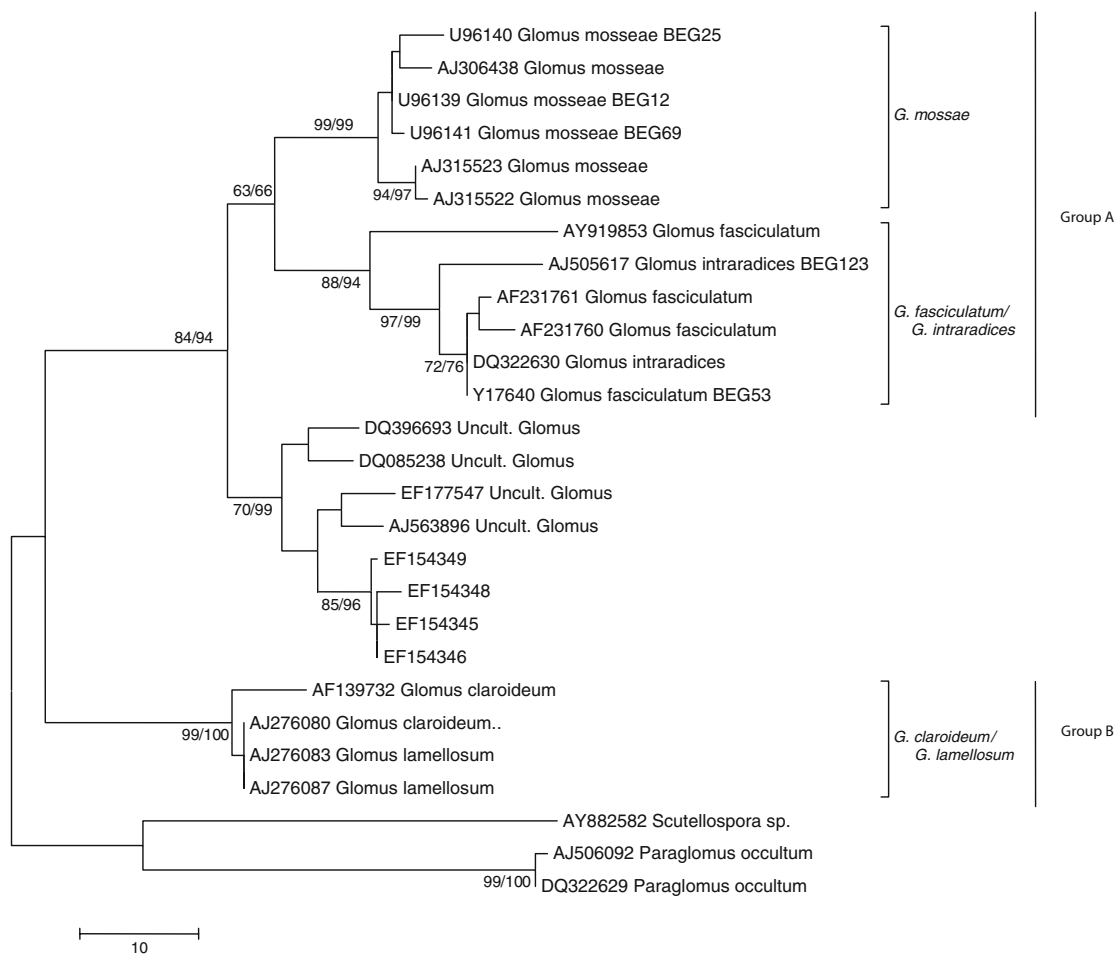 U96140 Glomus mosseae BEG25
AJ306438 Glomus mosseae
U96139 Glomus mosseae BEG12
99/99
G. mossae
U96141 Glomus mosseae BEG69
AJ315523 Glomus mosseae
63/66
94/97
AJ315522 Glomus mosseae
Group A
AY919853 Glomus fasciculatum
AJ505617 Glomus intraradices BEG123
88/94
AF231761 Glomus fasciculatum
G. fasciculatum/
G. intraradices
97/99
AF231760 Glomus fasciculatum
84/94
72/76
DQ322630 Glomus intraradices
Y17640 Glomus fasciculatum BEG53
DQ396693 Uncult. Glomus
DQ085238 Uncult. Glomus
EF177547 Uncult. Glomus
70/99
AJ563896 Uncult. Glomus
EF154349
EF154348
85/96
EF154345
EF154346
AF139732 Glomus claroideum
AJ276080 Glomus claroideum..
99/100
G. claroideum/
G. lamellosum
Group B
AJ276083 Glomus lamellosum
AJ276087 Glomus lamellosum
AY882582 Scutellospora sp.
AJ506092 Paraglomus occultum
99/100
DQ322629 Paraglomus occultum
10